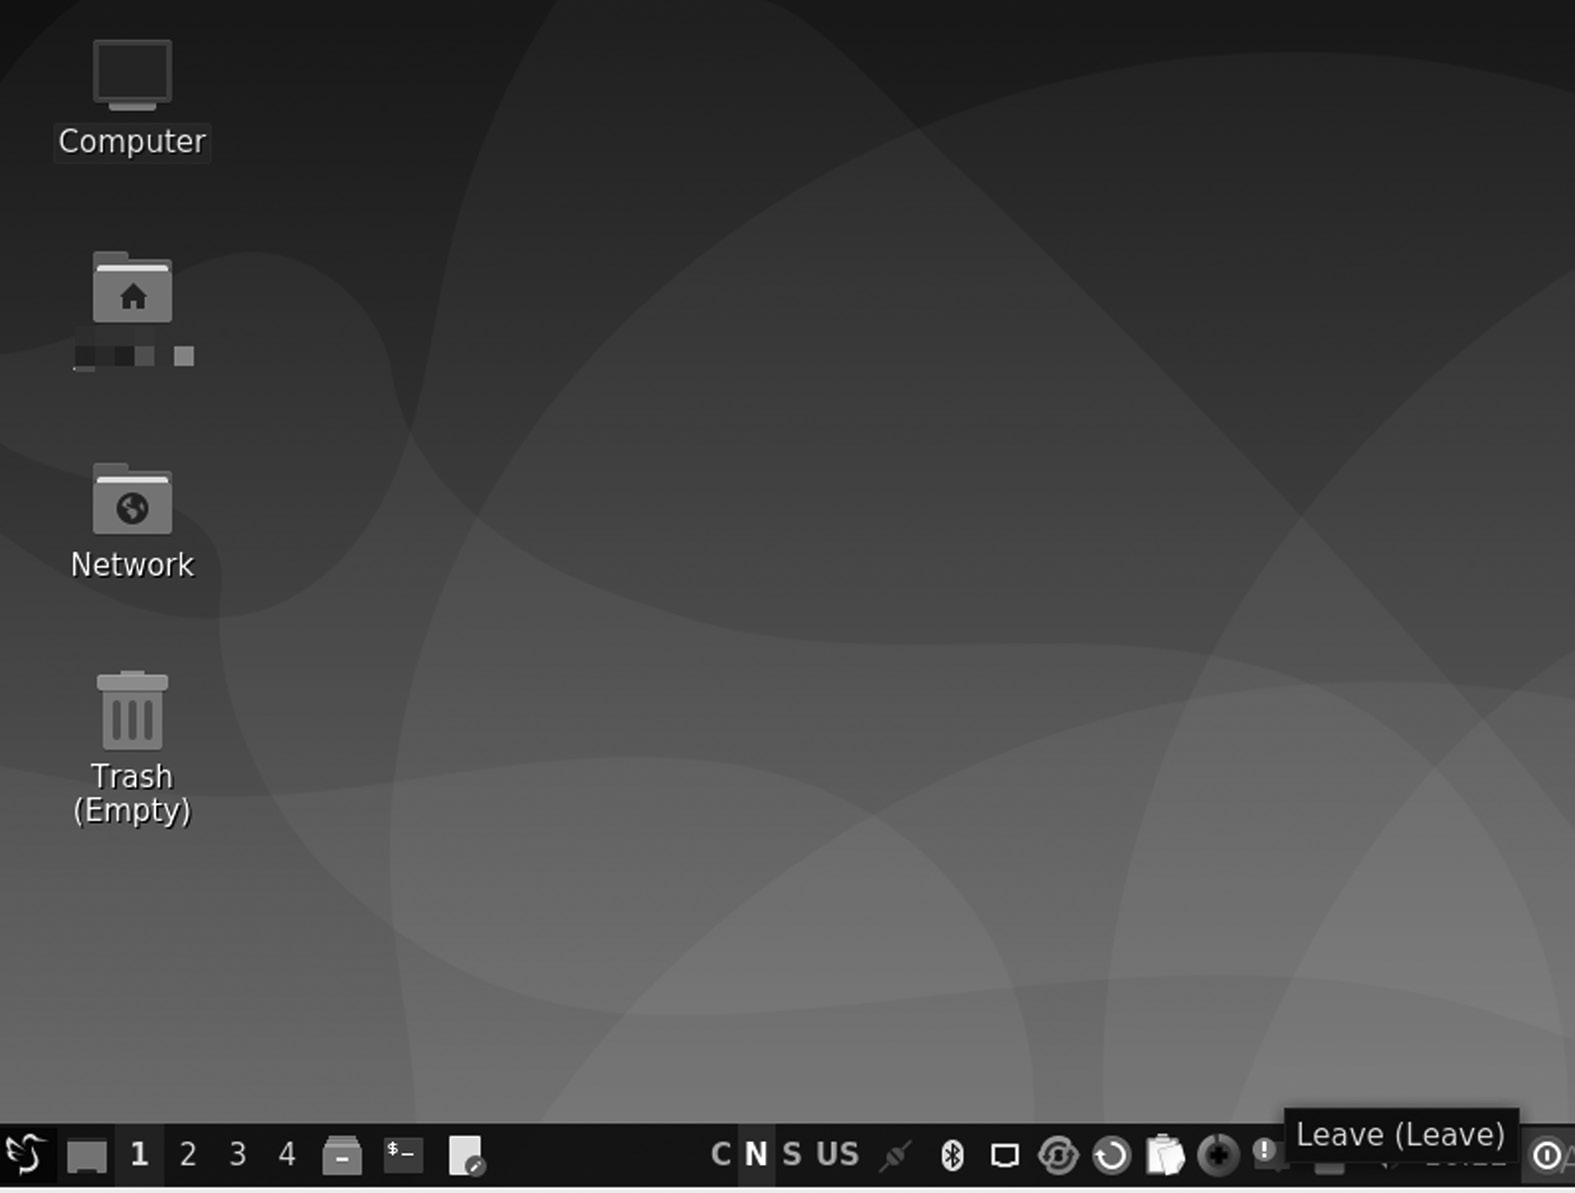 Computer
Network
Trash
(Empty)
Leave (Leave)
1 2 3 4 $– C N S US